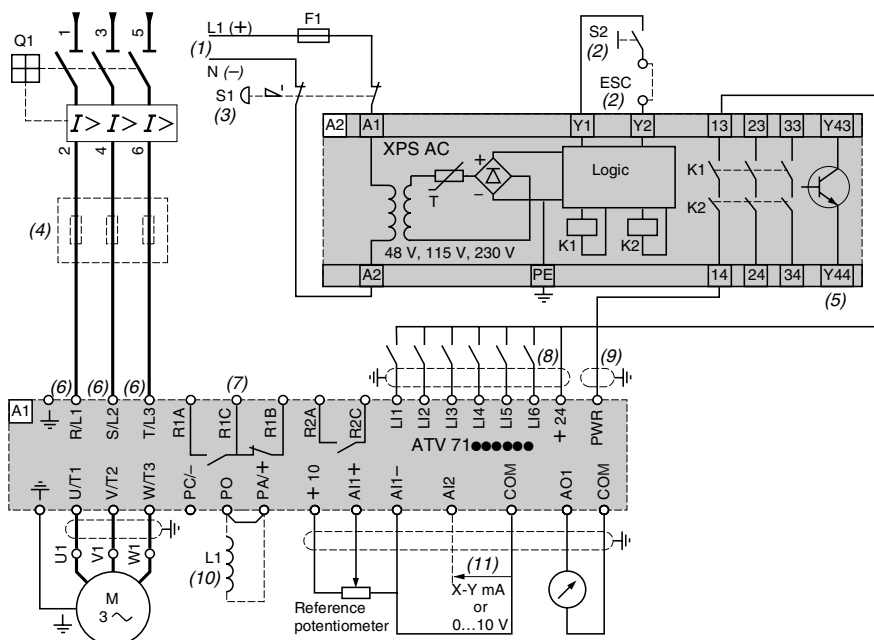 1 3 5
Q1
I> I> I>
2 4 6
(4)
L1 (+)
F1
(1)
N (–)
S1
(3)
S2
(2)
ESC
(2)
A2 A1 Y1 Y2 13 23 33 Y43
XPS AC
Logic
T
+
–
K1
K2
K1 K2
48 V, 115 V, 230 V
A2 PE 14 24 34 Y44
(5)
(8)
(9)
(6) (6) (6)
(7)
A1
R/L1 S/L2 T/L3 R1A R1C R1B R2A R2C LI1 LI2 LI3 LI4 LI5 LI6 + 24 PWR
ATV 71●●●●●●
U/T1 V/T2 W/T3 PC/- PO PA/+ + 10 AI1+ AI1– AI2 COM AO1 COM
U1 V1 W1
L1
(10)
M
3 ~
Reference
potentiometer
(11)
X-Y mA
or
0...10 V